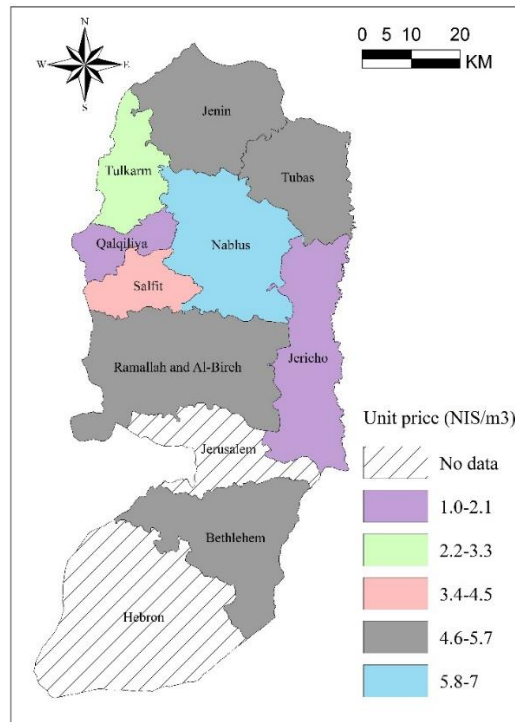 N
W E
S
0 10 20
KM
Jenin
Tubas
Tulkarm
Qalqiliya
Nablus
Salfit
Ramallah and Al-Birch
Jericho
Jerusalem
Bethlehem
Hebron
Unit price (NIS/m3)
No data
1.0-2.1
2.2-3.3
3.4-4.5
4.6-5.7
5.8-7